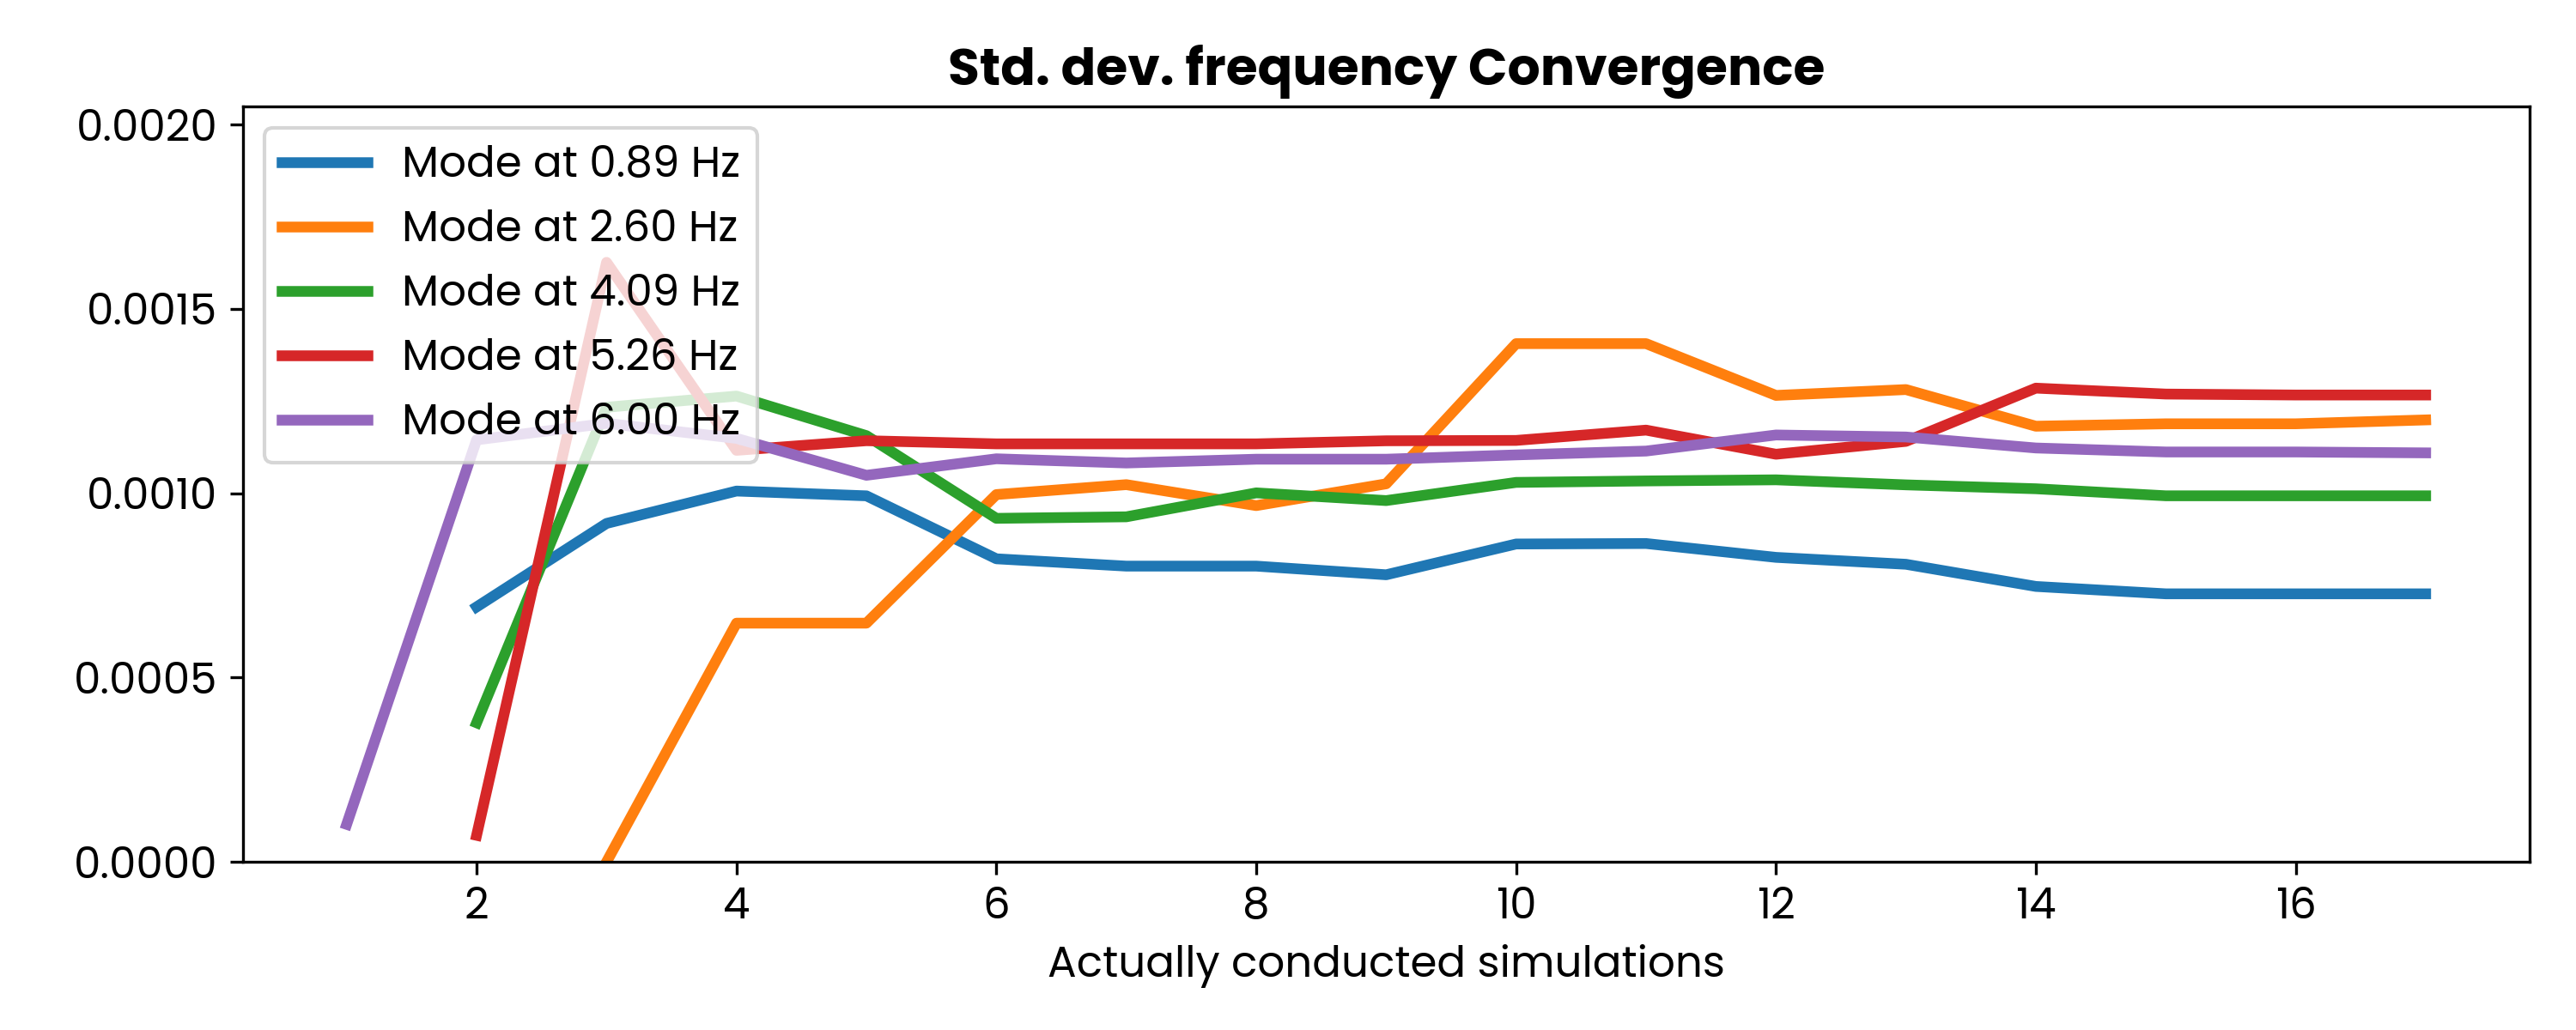 Std. dev. frequency Convergence
0.0020
0.0015
0.0010
0.0005
0.0000
Mode at 0.89 Hz
Mode at 2.60 Hz
Mode at 4.09 Hz
Mode at 5.26 Hz
Mode at 6.00 Hz
2 4 6 8 10 12 14 16
Actually conducted simulations